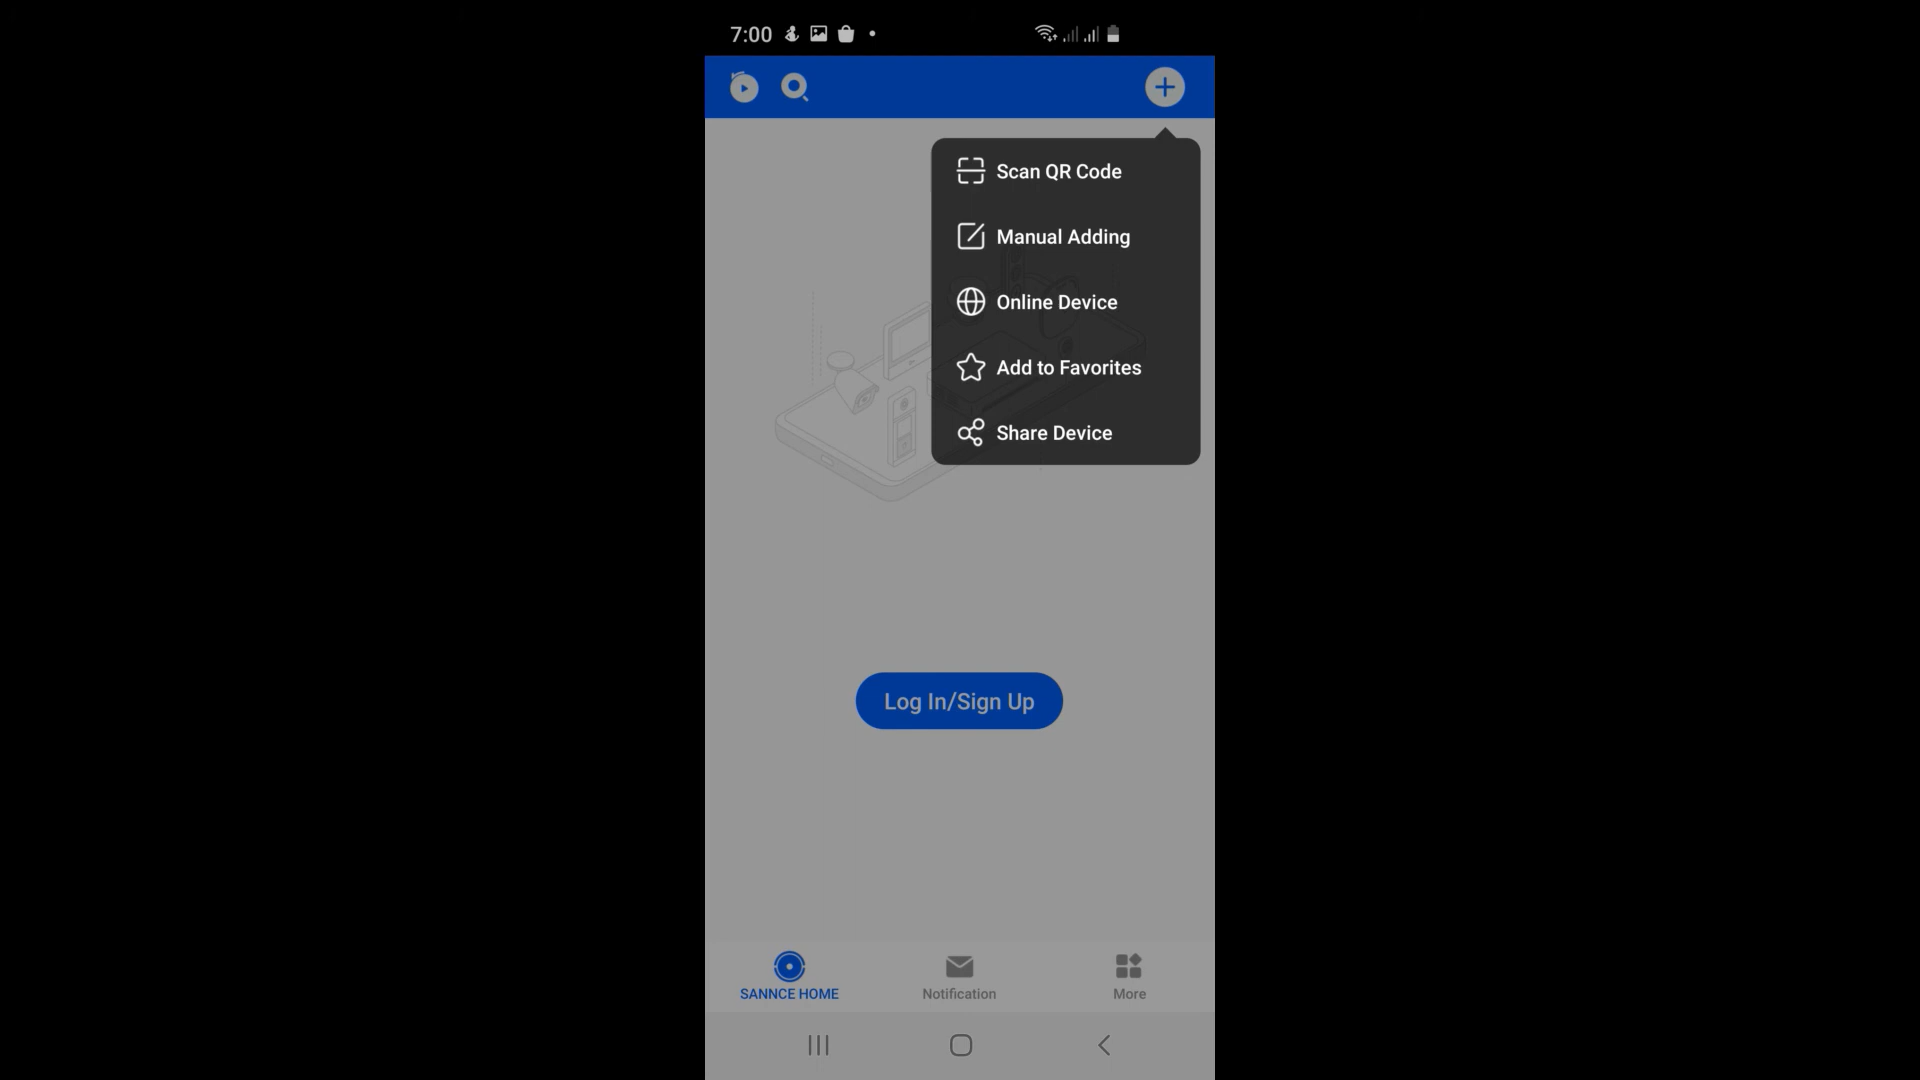 7:00
Scan QR Code
Manual Adding
Online Device
Add to Favorites
Share Device
Log In/Sign Up
SANNCE HOME
Notification
More